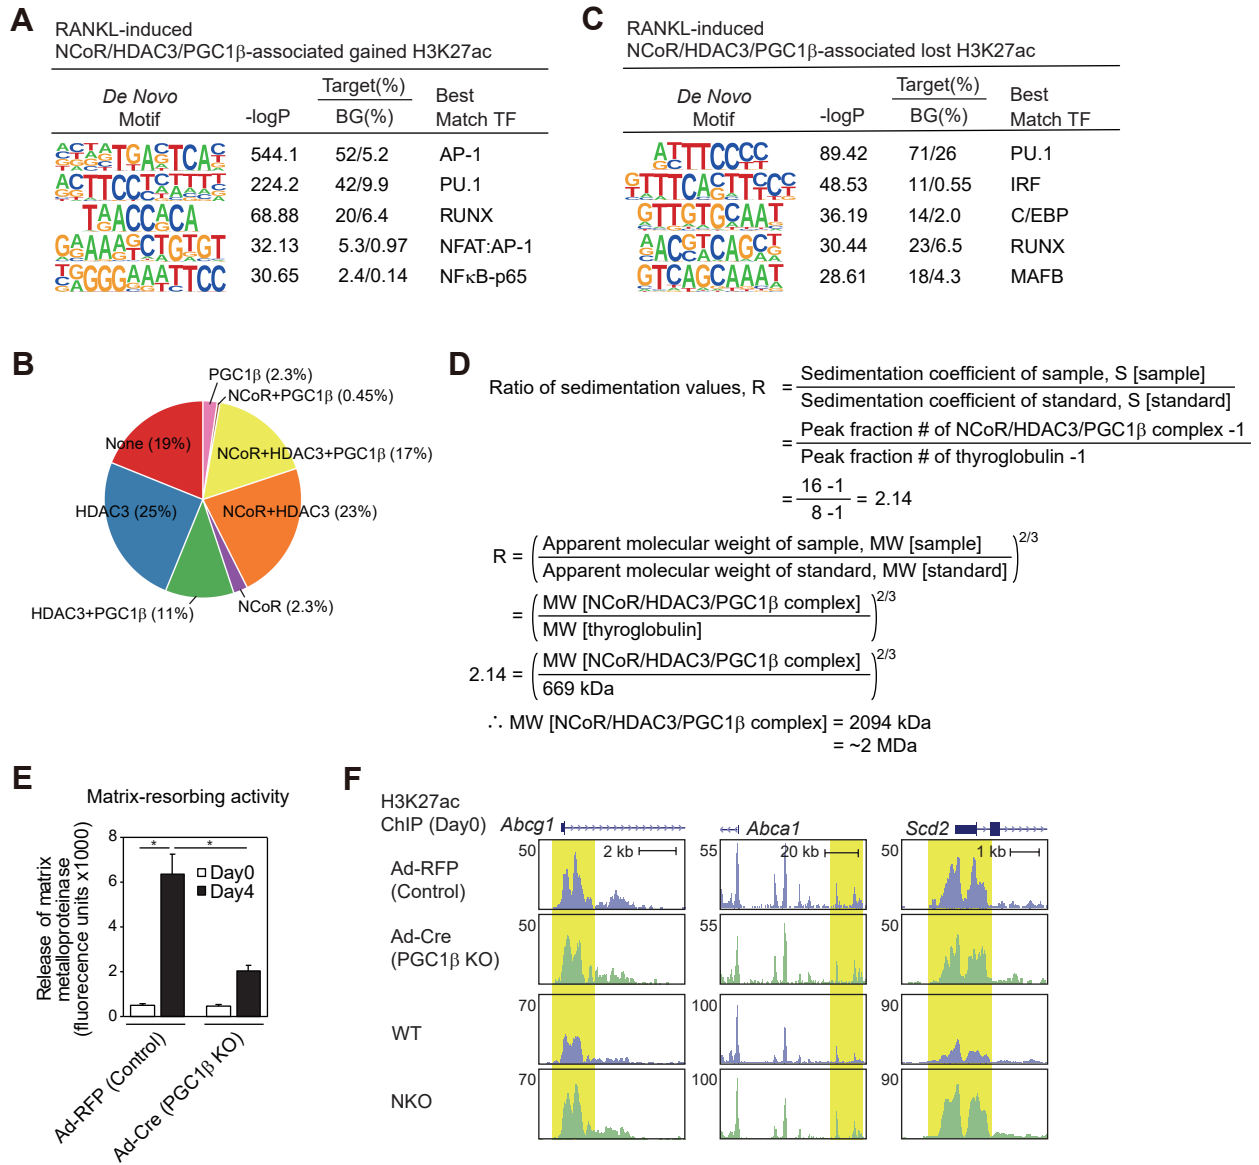 A
RANKL-induced
NCoR/HDAC3/PGC1β-associated gained H3K27ac
De Novo Motif -logP Target(%) BG(%) Best Match TF
544.1 52/5.2 AP-1
224.2 42/9.9 PU.1
68.88 20/6.4 RUNX
32.13 5.3/0.97 NFAT:AP-1
30.65 2.4/0.14 NFκB-p65
C
RANKL-induced
NCoR/HDAC3/PGC1β-associated lost H3K27ac
De Novo Motif -logP Target(%) BG(%) Best Match TF
89.42 71/26 PU.1
48.53 11/0.55 IRF
36.19 14/2.0 C/EBP
30.44 23/6.5 RUNX
28.61 18/4.3 MAFB
B
PGC1β (2.3%)
NCoR+PGC1β (0.45%)
None (19%)
NCoR+HDAC3+PGC1β (17%)
HDAC3 (25%)
NCoR+HDAC3 (23%)
NCoR (2.3%)
HDAC3+PGC1β (11%)
D
Ratio of sedimentation values, R =
Sedimentation coefficient of sample, S [sample]
Sedimentation coefficient of standard, S [standard]
=
Peak fraction # of NCoR/HDAC3/PGC1β complex -1
Peak fraction # of thyroglobulin -1
=
16 -1
8 -1
= 2.14
R =
(Apparent molecular weight of sample, MW [sample]
Apparent molecular weight of standard, MW [standard])
2/3
=
(MW [NCoR/HDAC3/PGC1β complex]
MW [thyroglobulin])
2/3
2.14 =
(MW [NCoR/HDAC3/PGC1β complex]
669 kDa)
2/3
∴ MW [NCoR/HDAC3/PGC1β complex] = 2094 kDa
= ~2 MDa
E
Matrix-resorbing activity
Release of matrix
metalloproteinase
(fluorecence units x1000)
8
6
4
2
0
* *
Day0
Day4
Ad-RFP (Control)
Ad-Cre (PGC1β KO)
F
H3K27ac
ChIP (Day0)
Abcg1
Abca1
Scd2
Ad-RFP
(Control)
50
2 kb
55
20 kb
50
1 kb
Ad-Cre
(PGC1β KO)
50
55
50
WT
70
100
90
NKO
70
100
90